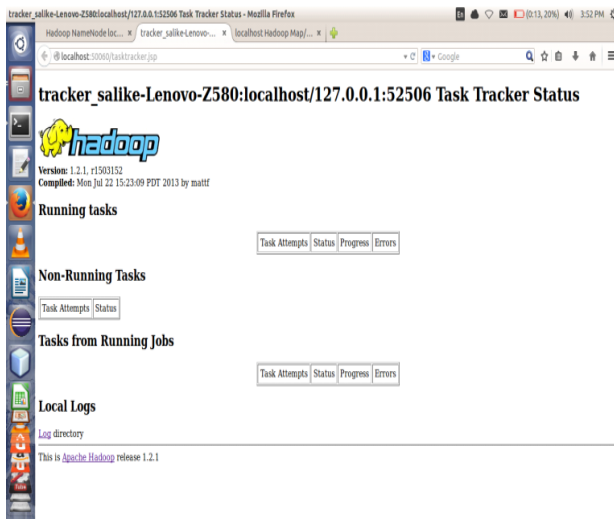 tracker_salike-Lenovo-Z580:localhost/127.0.0.1:52506 Task Tracker Status - Mozilla Firefox
En (0:13, 20%) 3:52 PM
Hadoop NameNode loc... x tracker_salike-Lenovo-... x localhost Hadoop Map/... x
localhost:50060/tasktracker.jsp Google
tracker_salike-Lenovo-Z580:localhost/127.0.0.1:52506 Task Tracker Status
hadoop
Version: 1.2.1, r1503152
Compiled: Mon Jul 22 15:23:09 PDT 2013 by mattf
Running tasks
Task Attempts Status Progress Errors
Non-Running Tasks
Task Attempts Status
Tasks from Running Jobs
Task Attempts Status Progress Errors
Local Logs
Log directory
This is Apache Hadoop release 1.2.1